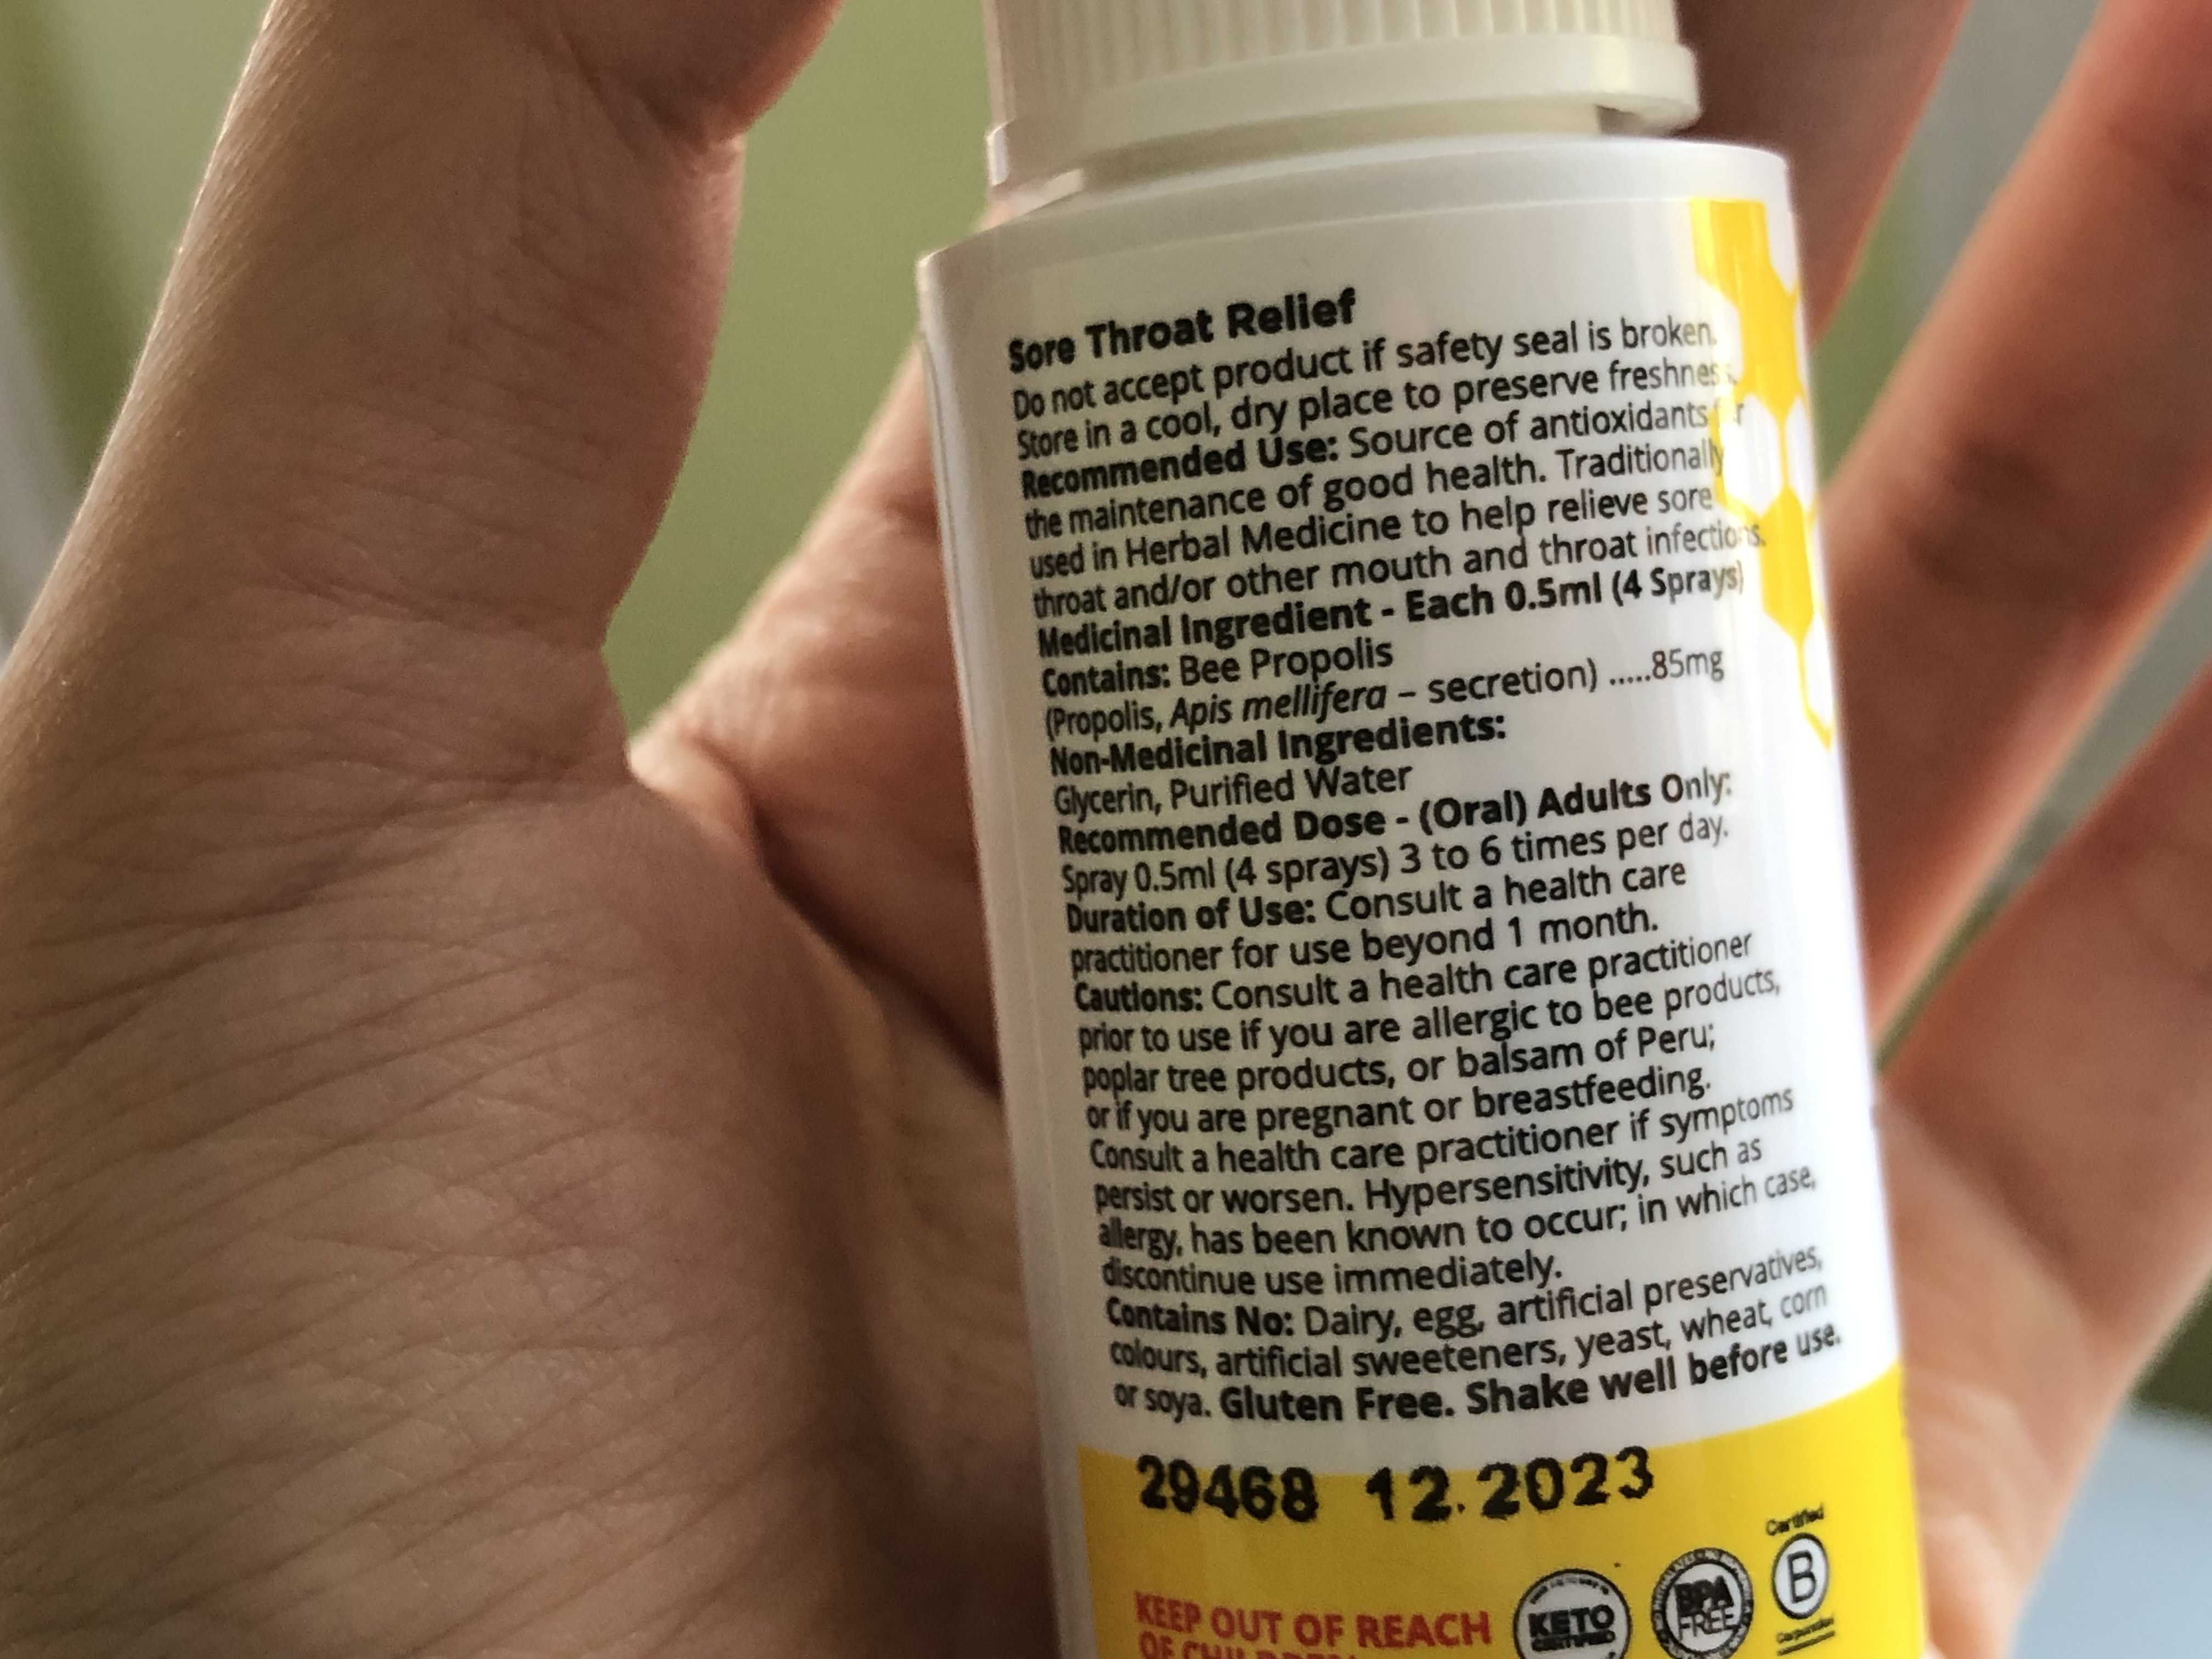 Sore Throat Relief
Do not accept product if safety seal is broken.
Store in a cool, dry place to preserve freshness.
Recommended Use: Source of antioxidants for
the maintenance of good health. Traditionally
used in Herbal Medicine to help relieve sore
throat and/or other mouth and throat infections.
Medicinal Ingredient - Each 0.5ml (4 Sprays)
Contains: Bee Propolis
(Propolis, Apis mellifera – secretion) .....85mg
Non-Medicinal Ingredients:
Glycerin, Purified Water
Recommended Dose - (Oral) Adults Only:
Spray 0.5ml (4 sprays) 3 to 6 times per day.
Duration of Use: Consult a health care
practitioner for use beyond 1 month.
Cautions: Consult a health care practitioner
prior to use if you are allergic to bee products,
poplar tree products, or balsam of Peru;
or if you are pregnant or breastfeeding.
Consult a health care practitioner if symptoms
persist or worsen. Hypersensitivity, such as
allergy, has been known to occur; in which case,
discontinue use immediately.
Contains No: Dairy, egg, artificial preservatives,
colours, artificial sweeteners, yeast, wheat, corn
or soya. Gluten Free. Shake well before use.
29468 12.2023
KEEP OUT OF REACH
OF CHILDREN
KETO
CERTIFIED
BPA
FREE
Certified
B
Corporation